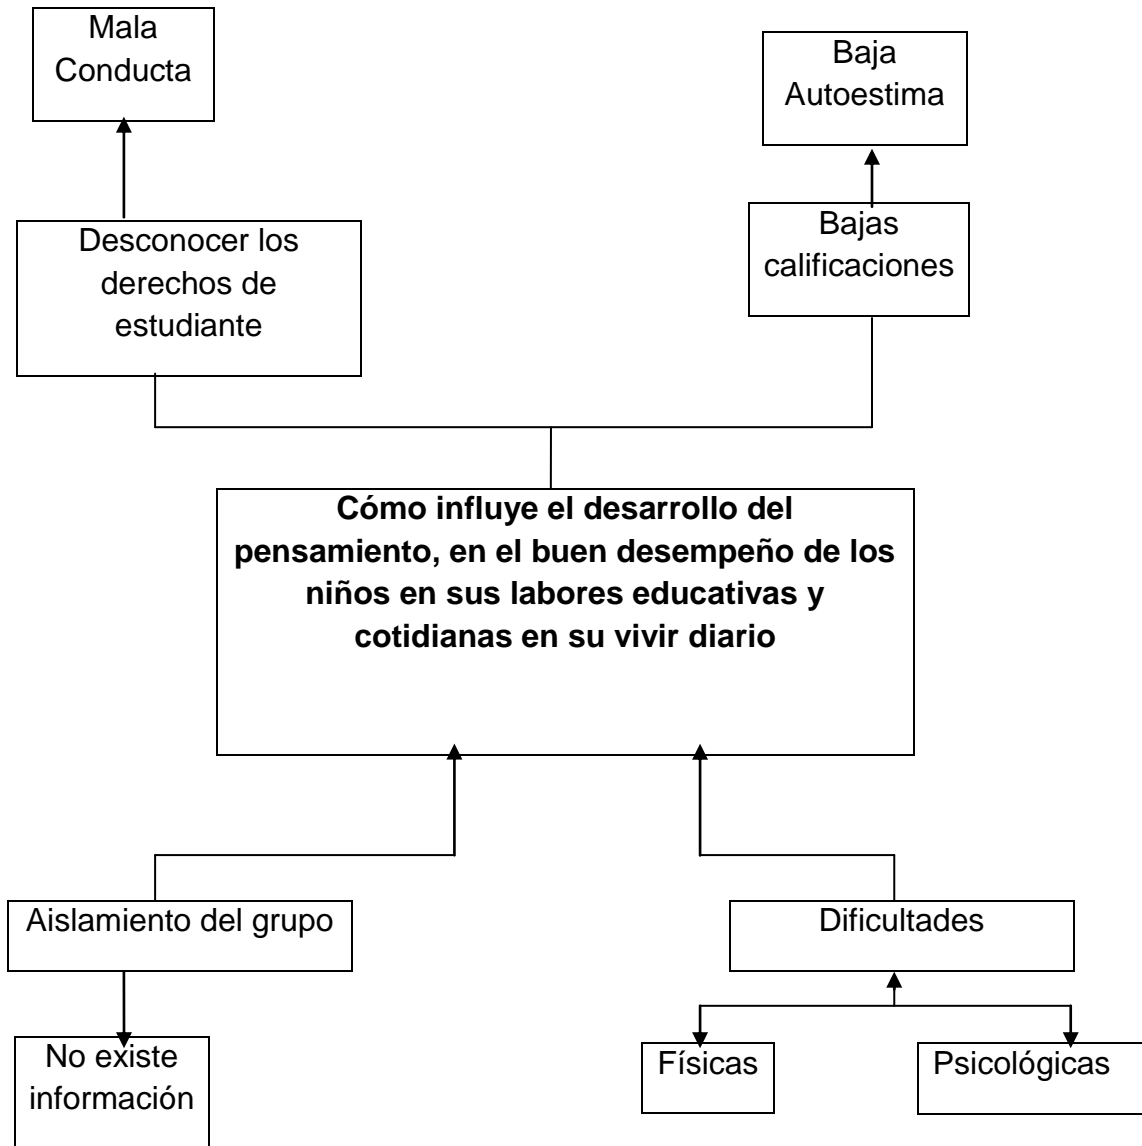 Mala
Conducta
Baja
Autoestima
Desconocer los
derechos de
estudiante
Bajas
calificaciones
Cómo influye el desarrollo del
pensamiento, en el buen desempeño de los
niños en sus labores educativas y
cotidianas en su vivir diario
Aislamiento del grupo
Dificultades
No existe
información
Físicas
Psicológicas